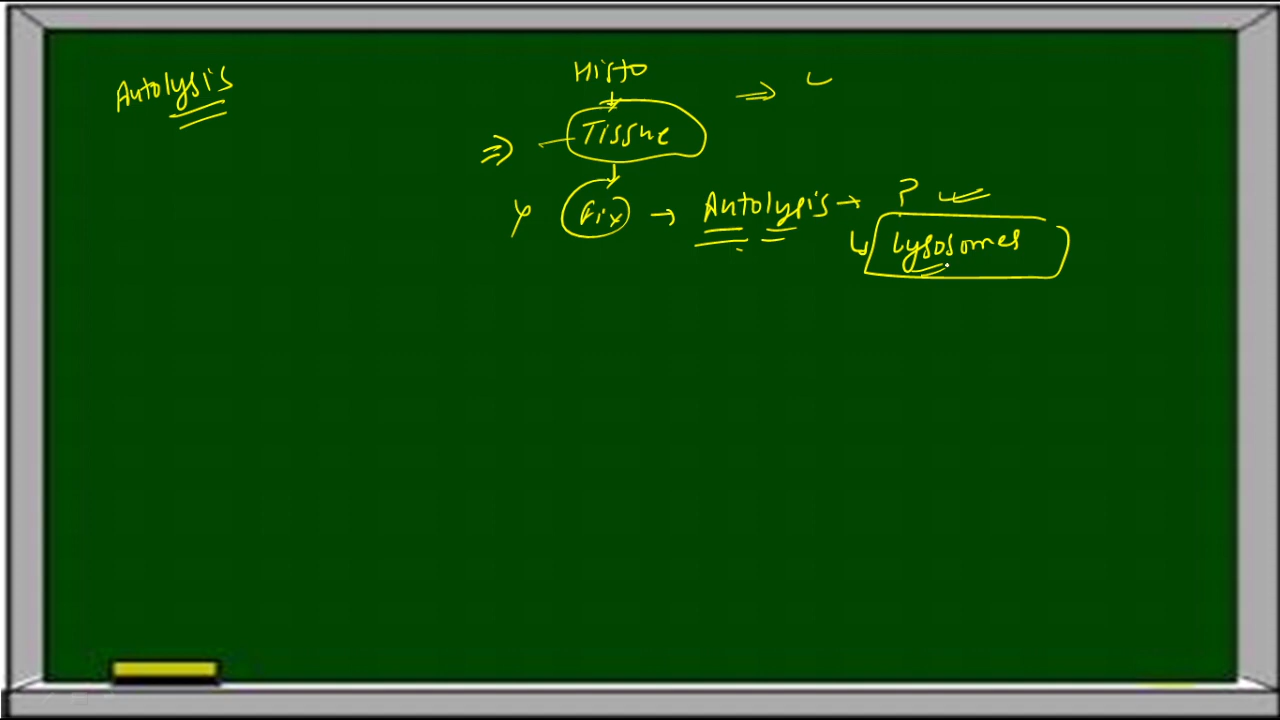 Autolysis
Histo
Tissue
Fix → Autolysis → ?
Lysosomes